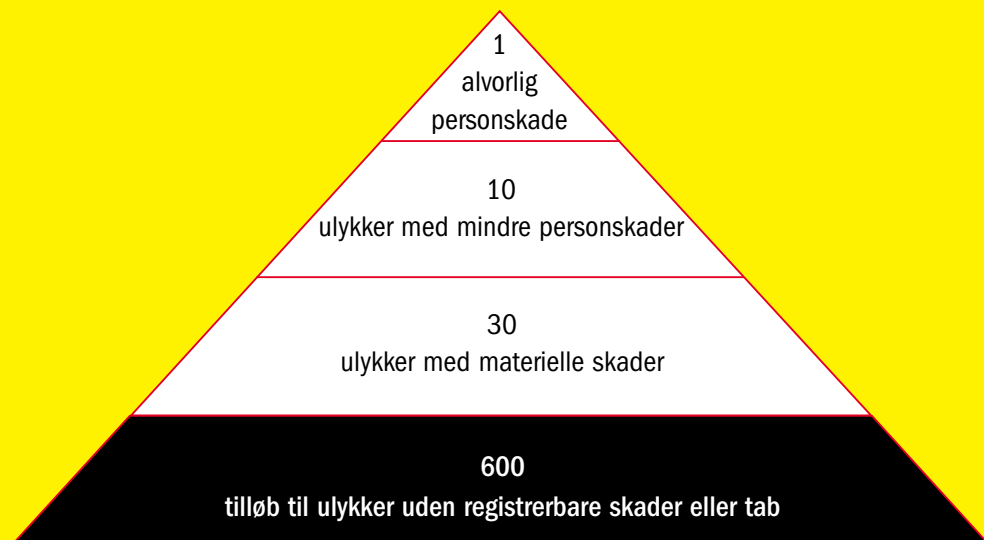 1
alvorlig
personskade
10
ulykker med mindre personskader
30
ulykker med materielle skader
600
tilløb til ulykker uden registrerbare skader eller tab